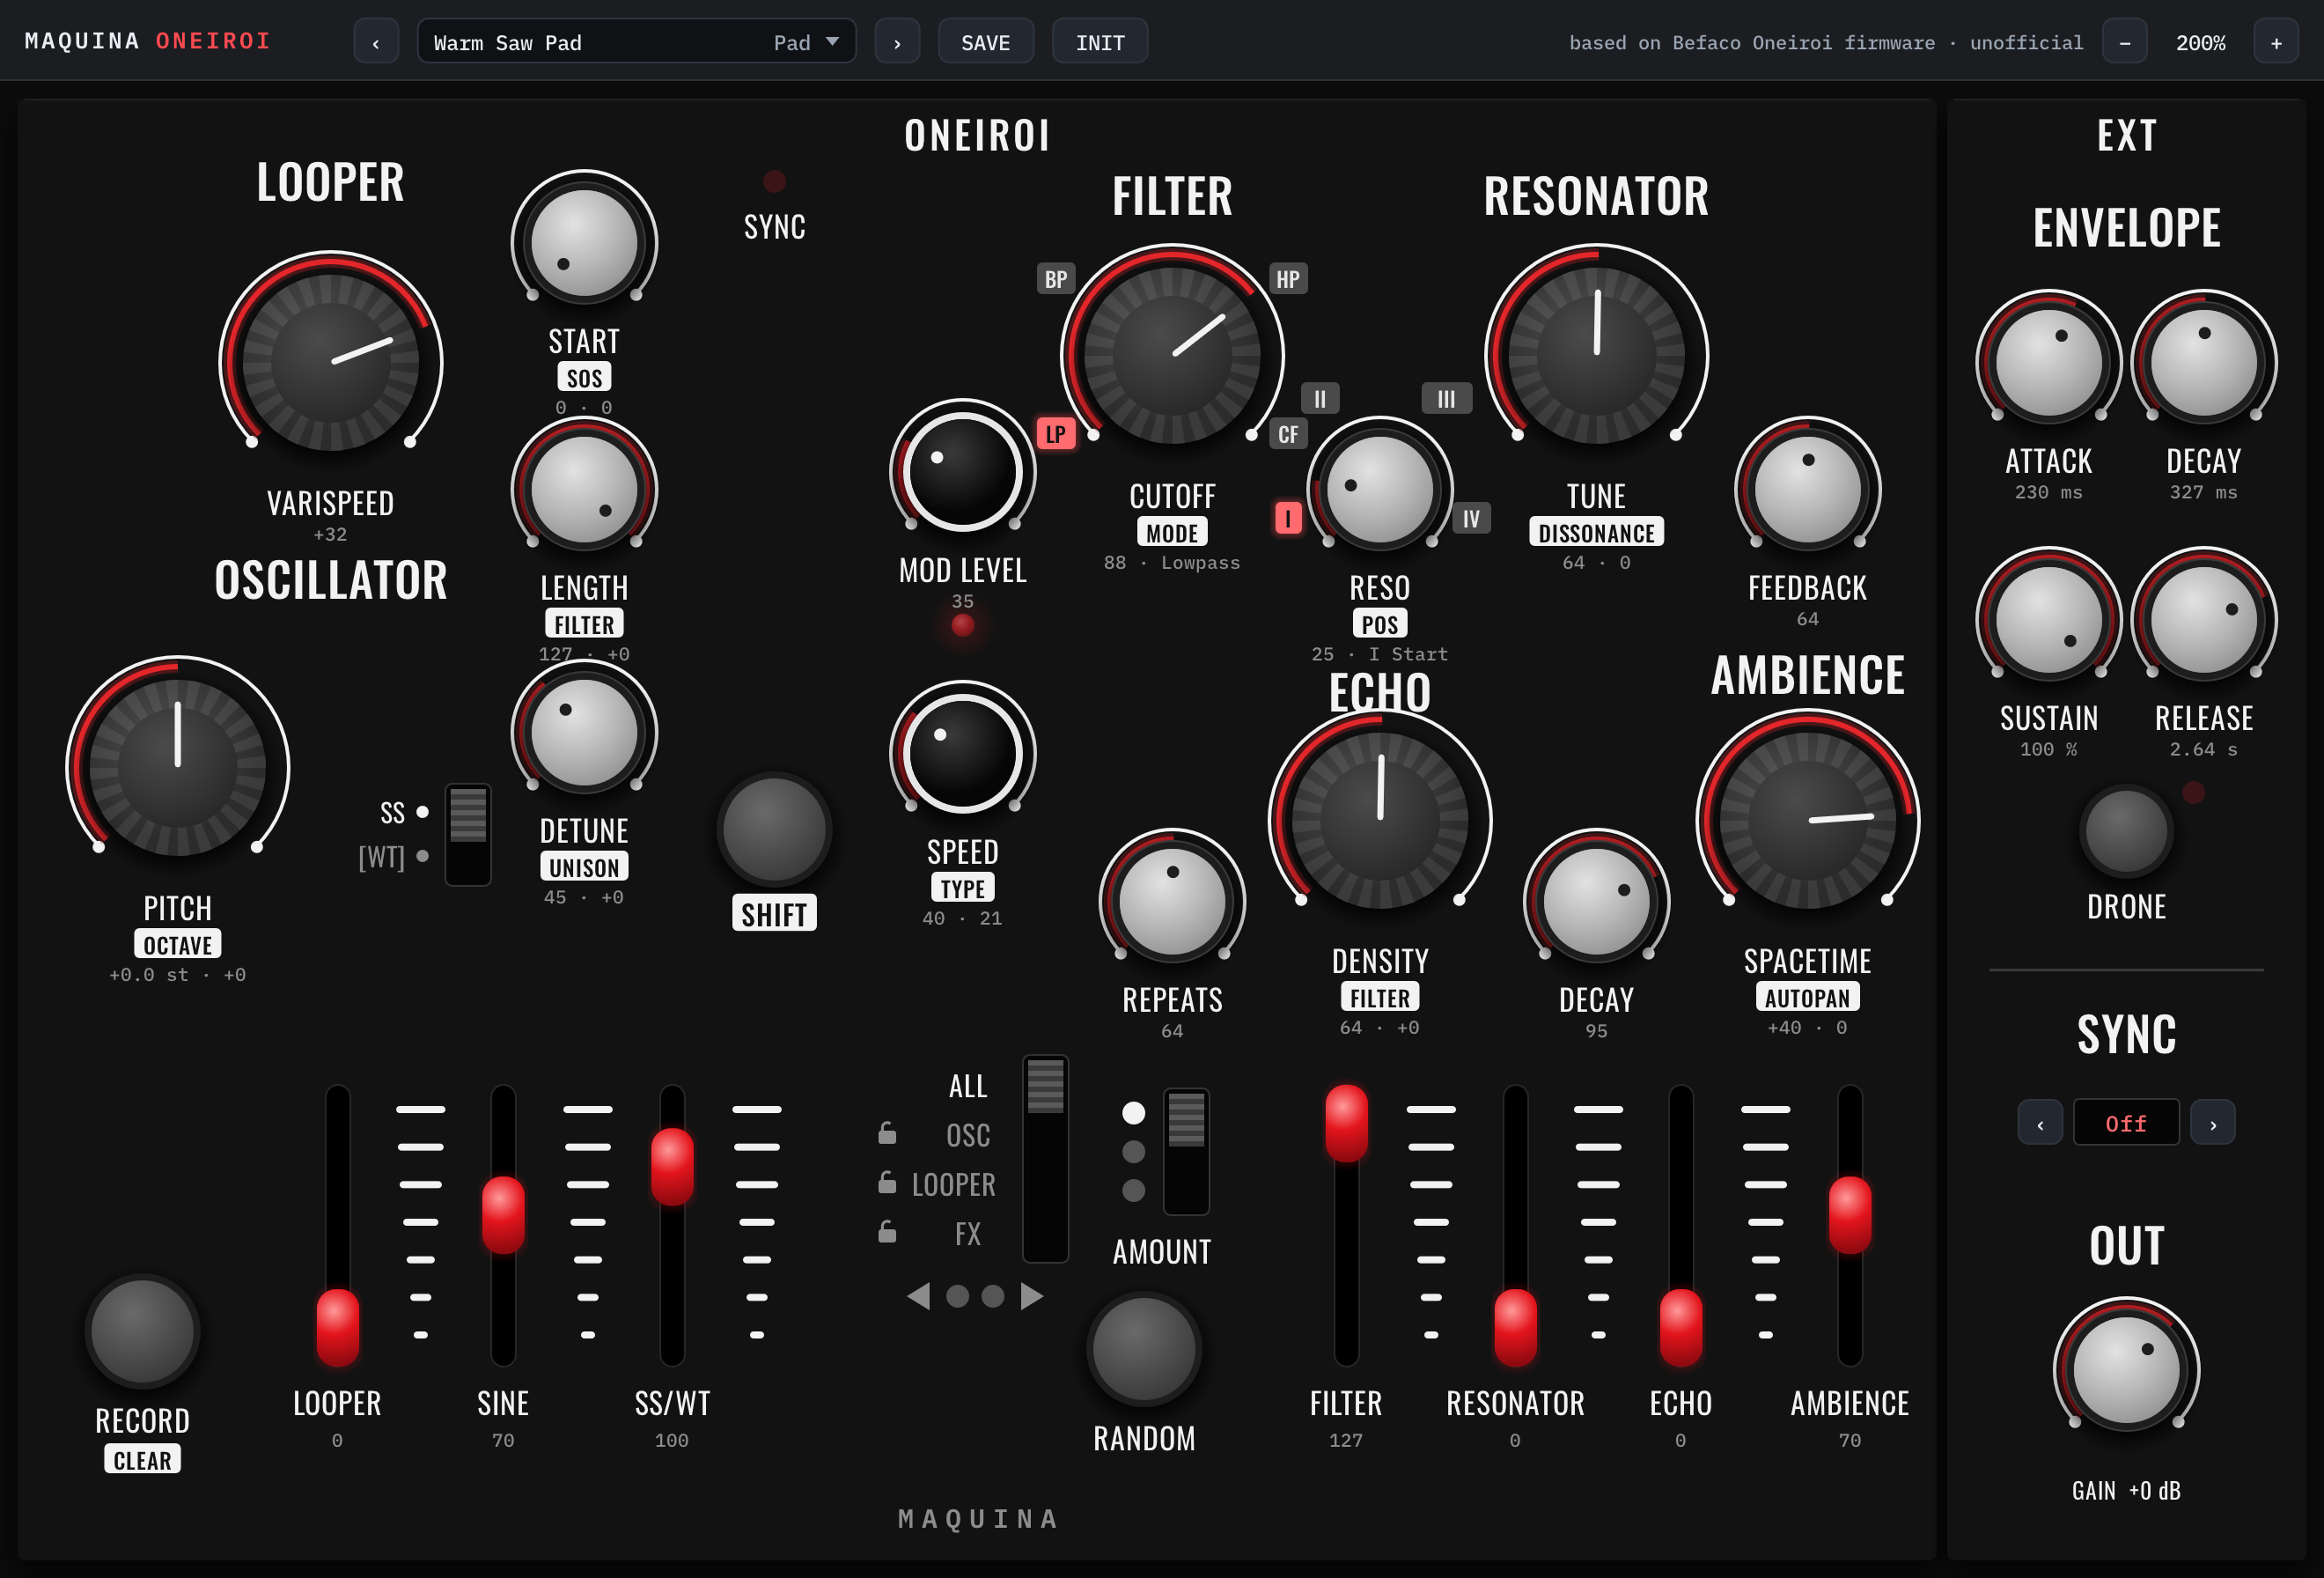 MAQUINA ONEIROI
‹
Warm Saw Pad Pad
›
SAVE
INIT
based on Befaco Oneiroi firmware · unofficial
−
200%
+
ONEIROI
LOOPER
VARISPEED
+32
START
SOS
0 · 0
LENGTH
FILTER
127 · +0
SYNC
OSCILLATOR
PITCH
OCTAVE
+0.0 st · +0
SS
[WT]
DETUNE
UNISON
45 · +0
SHIFT
MOD LEVEL
35
SPEED
TYPE
40 · 21
FILTER
BP
HP
LP
CF
CUTOFF
MODE
88 · Lowpass
RESONATOR
II
III
I
IV
RESO
POS
25 · I Start
TUNE
DISSONANCE
64 · 0
FEEDBACK
64
ECHO
REPEATS
64
DENSITY
FILTER
64 · +0
AMBIENCE
DECAY
95
SPACETIME
AUTOPAN
+40 · 0
RECORD
CLEAR
LOOPER
0
SINE
70
SS/WT
100
ALL
OSC
LOOPER
FX
AMOUNT
RANDOM
FILTER
127
RESONATOR
0
ECHO
0
AMBIENCE
70
MAQUINA
EXT
ENVELOPE
ATTACK
230 ms
DECAY
327 ms
SUSTAIN
100 %
RELEASE
2.64 s
DRONE
SYNC
‹
Off
›
OUT
GAIN +0 dB